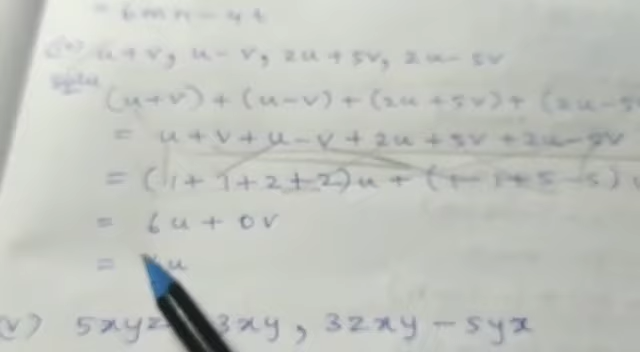 = 6mn - 4t
(iv) u + v, u - v, 2u + 5v, 2u - 5v
Soln
(u+v) + (u-v) + (2u+5v) + (2u-5
= u + v + u - v + 2u + 5v + 2u - 5v
= (1 + 1 + 2 + 2)u + (1 - 1 + 5 - 5)
= 6u + 0v
= u
(v) 5xyz 3xy, 3zxy - 5yx